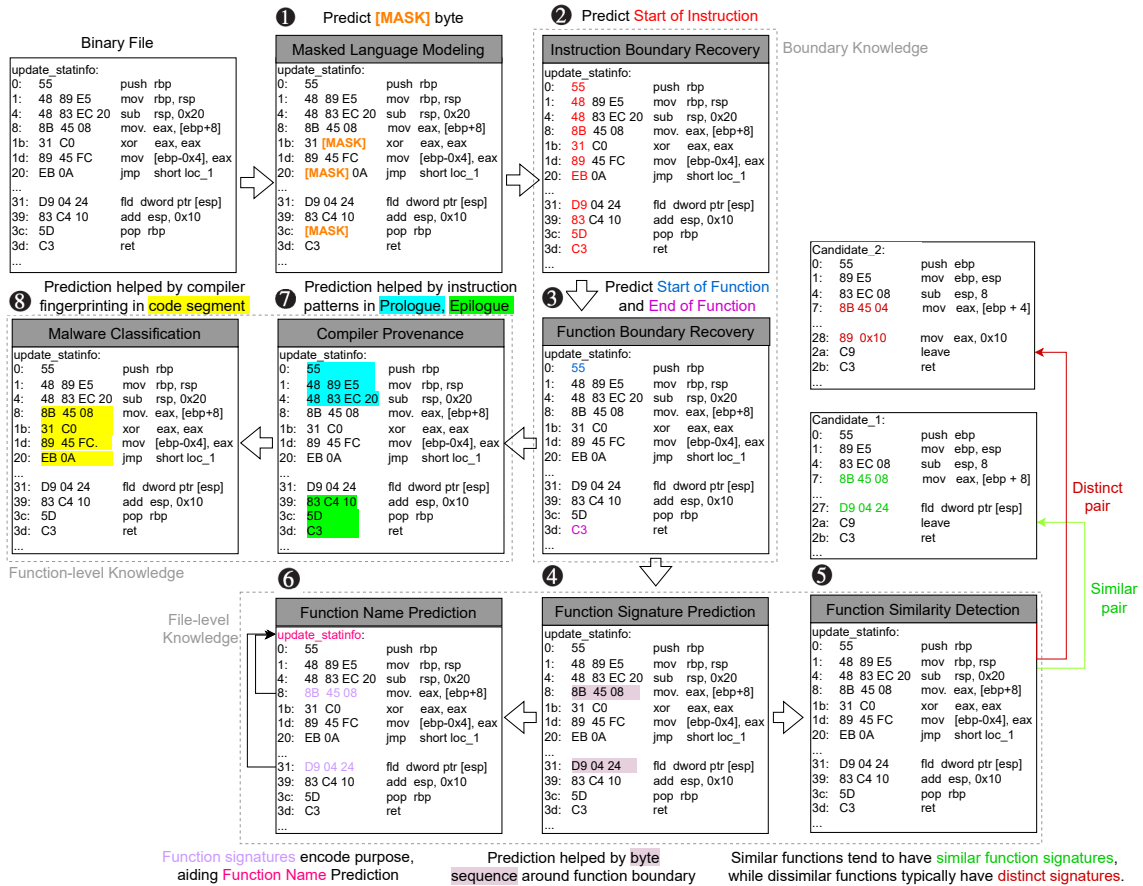 ❶ Predict [MASK] byte
❷ Predict Start of Instruction
Boundary Knowledge
Binary File
update_statinfo:
0: 55 push rbp
1: 48 89 E5 mov rbp, rsp
4: 48 83 EC 20 sub rsp, 0x20
8: 8B 45 08 mov. eax, [ebp+8]
1b: 31 C0 xor eax, eax
1d: 89 45 FC mov [ebp-0x4], eax
20: EB 0A jmp short loc_1
...
31: D9 04 24 fld dword ptr [esp]
39: 83 C4 10 add esp, 0x10
3c: 5D pop rbp
3d: C3 ret
...
Masked Language Modeling
update_statinfo:
0: 55 push rbp
1: 48 89 E5 mov rbp, rsp
4: 48 83 EC 20 sub rsp, 0x20
8: 8B 45 08 mov. eax, [ebp+8]
1b: 31 [MASK] xor eax, eax
1d: 89 45 FC mov [ebp-0x4], eax
20: [MASK] 0A jmp short loc_1
...
31: D9 04 24 fld dword ptr [esp]
39: 83 C4 10 add esp, 0x10
3c: [MASK] pop rbp
3d: C3 ret
...
Instruction Boundary Recovery
update_statinfo:
0: 55 push rbp
1: 48 89 E5 mov rbp, rsp
4: 48 83 EC 20 sub rsp, 0x20
8: 8B 45 08 mov. eax, [ebp+8]
1b: 31 C0 xor eax, eax
1d: 89 45 FC mov [ebp-0x4], eax
20: EB 0A jmp short loc_1
...
31: D9 04 24 fld dword ptr [esp]
39: 83 C4 10 add esp, 0x10
3c: 5D pop rbp
3d: C3 ret
...
❸ Predict Start of Function
and End of Function
Function Boundary Recovery
update_statinfo:
0: 55 push rbp
1: 48 89 E5 mov rbp, rsp
4: 48 83 EC 20 sub rsp, 0x20
8: 8B 45 08 mov. eax, [ebp+8]
1b: 31 C0 xor eax, eax
1d: 89 45 FC mov [ebp-0x4], eax
20: EB 0A jmp short loc_1
...
31: D9 04 24 fld dword ptr [esp]
39: 83 C4 10 add esp, 0x10
3c: 5D pop rbp
3d: C3 ret
...
❼ Prediction helped by instruction
patterns in Prologue, Epilogue
Compiler Provenance
update_statinfo:
0: 55 push rbp
1: 48 89 E5 mov rbp, rsp
4: 48 83 EC 20 sub rsp, 0x20
8: 8B 45 08 mov. eax, [ebp+8]
1b: 31 C0 xor eax, eax
1d: 89 45 FC mov [ebp-0x4], eax
20: EB 0A jmp short loc_1
...
31: D9 04 24 fld dword ptr [esp]
39: 83 C4 10 add esp, 0x10
3c: 5D pop rbp
3d: C3 ret
...
❽ Prediction helped by compiler
fingerprinting in code segment
Malware Classification
update_statinfo:
0: 55 push rbp
1: 48 89 E5 mov rbp, rsp
4: 48 83 EC 20 sub rsp, 0x20
8: 8B 45 08 mov. eax, [ebp+8]
1b: 31 C0 xor eax, eax
1d: 89 45 FC. mov [ebp-0x4], eax
20: EB 0A jmp short loc_1
...
31: D9 04 24 fld dword ptr [esp]
39: 83 C4 10 add esp, 0x10
3c: 5D pop rbp
3d: C3 ret
...
Function-level Knowledge
Candidate_2:
0: 55 push ebp
1: 89 E5 mov ebp, esp
4: 83 EC 08 sub esp, 8
7: 8B 45 04 mov eax, [ebp + 4]
...
28: 89 0x10 mov eax, 0x10
2a: C9 leave
2b: C3 ret
...
Candidate_1:
0: 55 push ebp
1: 89 E5 mov ebp, esp
4: 83 EC 08 sub esp, 8
7: 8B 45 08 mov eax, [ebp + 8]
...
27: D9 04 24 fld dword ptr [esp]
2a: C9 leave
2b: C3 ret
...
Distinct
pair
Similar
pair
File-level
Knowledge
❻
Function Name Prediction
update_statinfo:
0: 55 push rbp
1: 48 89 E5 mov rbp, rsp
4: 48 83 EC 20 sub rsp, 0x20
8: 8B 45 08 mov. eax, [ebp+8]
1b: 31 C0 xor eax, eax
1d: 89 45 FC mov [ebp-0x4], eax
20: EB 0A jmp short loc_1
...
31: D9 04 24 fld dword ptr [esp]
39: 83 C4 10 add esp, 0x10
3c: 5D pop rbp
3d: C3 ret
...
❹
Function Signature Prediction
update_statinfo:
0: 55 push rbp
1: 48 89 E5 mov rbp, rsp
4: 48 83 EC 20 sub rsp, 0x20
8: 8B 45 08 mov. eax, [ebp+8]
1b: 31 C0 xor eax, eax
1d: 89 45 FC mov [ebp-0x4], eax
20: EB 0A jmp short loc_1
...
31: D9 04 24 fld dword ptr [esp]
39: 83 C4 10 add esp, 0x10
3c: 5D pop rbp
3d: C3 ret
...
❺
Function Similarity Detection
update_statinfo:
0: 55 push rbp
1: 48 89 E5 mov rbp, rsp
4: 48 83 EC 20 sub rsp, 0x20
8: 8B 45 08 mov. eax, [ebp+8]
1b: 31 C0 xor eax, eax
1d: 89 45 FC mov [ebp-0x4], eax
20: EB 0A jmp short loc_1
...
31: D9 04 24 fld dword ptr [esp]
39: 83 C4 10 add esp, 0x10
3c: 5D pop rbp
3d: C3 ret
...
Function signatures encode purpose,
aiding Function Name Prediction
Prediction helped by byte
sequence around function boundary
Similar functions tend to have similar function signatures,
while dissimilar functions typically have distinct signatures.